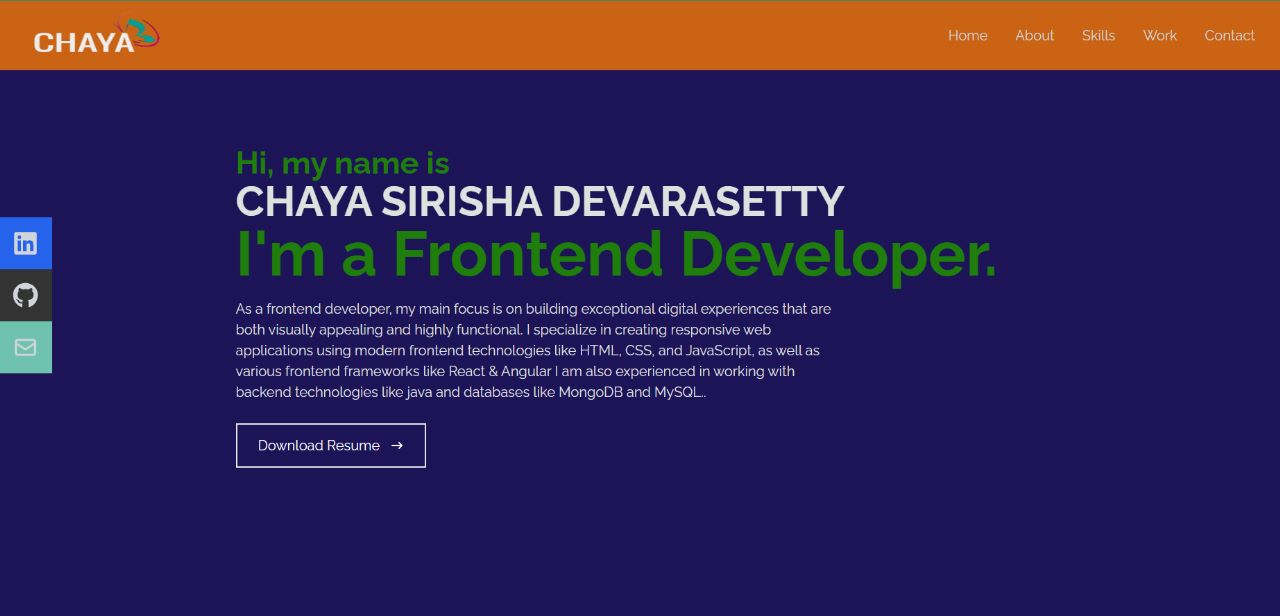 CHAYA
Home About Skills Work Contact
Hi, my name is
CHAYA SIRISHA DEVARASETTY
I'm a Frontend Developer.
As a frontend developer, my main focus is on building exceptional digital experiences that are
both visually appealing and highly functional. I specialize in creating responsive web
applications using modern frontend technologies like HTML, CSS, and JavaScript, as well as
various frontend frameworks like React & Angular I am also experienced in working with
backend technologies like java and databases like MongoDB and MySQL..
in
Download Resume →